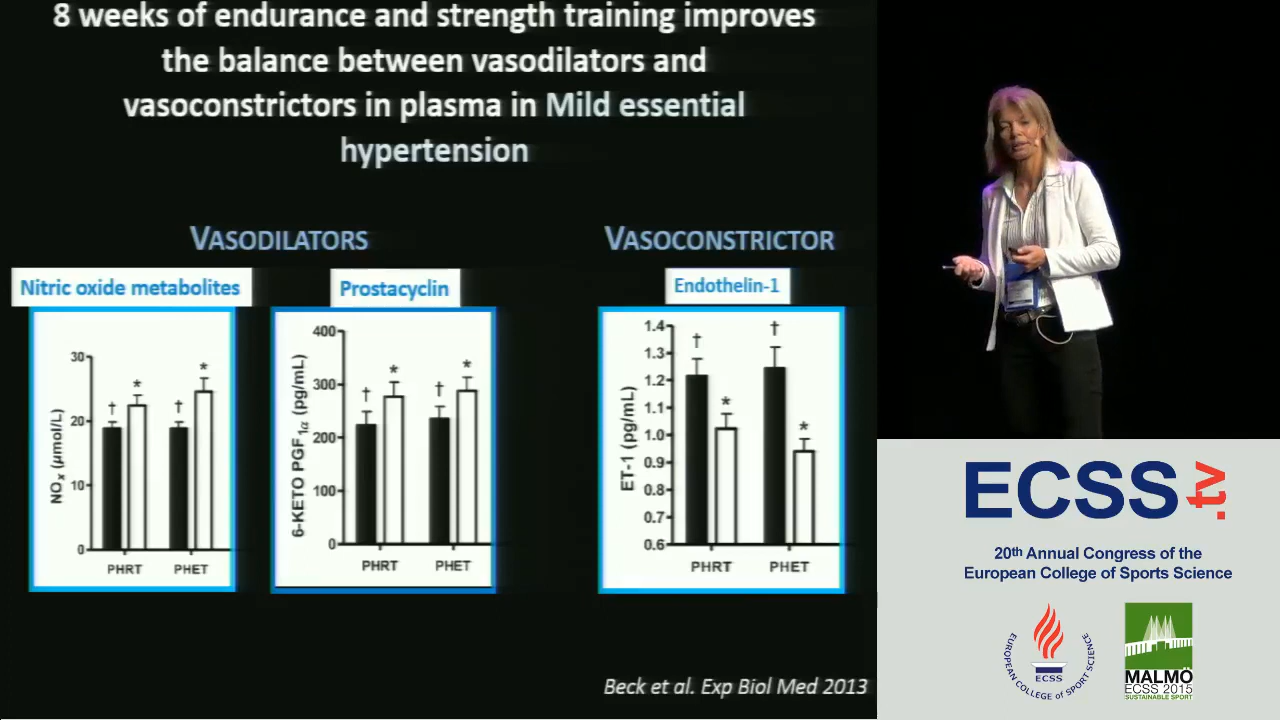 8 weeks of endurance and strength training improves
the balance between vasodilators and
vasoconstrictors in plasma in Mild essential
hypertension
VASODILATORS
VASOCONSTRICTOR
Nitric oxide metabolites
Prostacyclin
Endothelin-1
NOx (µmol/L)
30
20
10
0
† * † *
PHRT PHET
6-KETO PGF1α (pg/mL)
400
300
200
100
0
† * † *
PHRT PHET
ET-1 (pg/mL)
1.4
1.3
1.2
1.1
1.0
0.9
0.8
0.7
0.6
† * † *
PHRT PHET
Beck et al. Exp Biol Med 2013
ECSS.tv
20th Annual Congress of the
European College of Sports Science
EUROPEAN COLLEGE OF SPORT SCIENCE
ECSS
MALMÖ
ECSS 2015
SUSTAINABLE SPORT